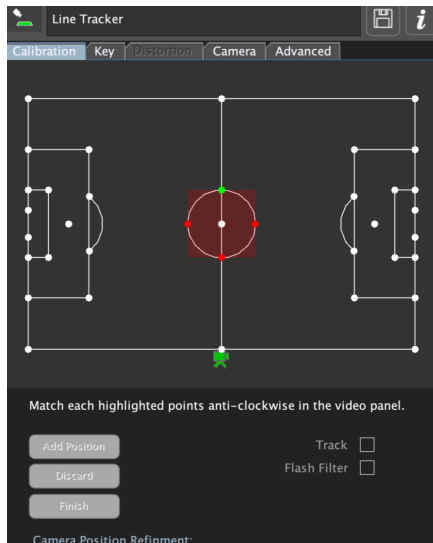 Line Tracker
i
Calibration Key Distortion Camera Advanced
Match each highlighted points anti-clockwise in the video panel.
Add Position Track
Discard Flash Filter
Finish
Camera Position Refinment: